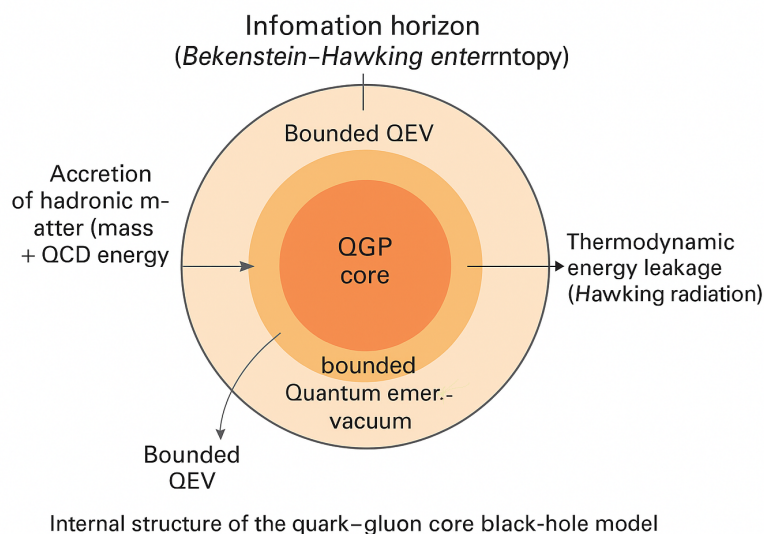 Infomation horizon
(Bekenstein–Hawking enterrntopy)
Bounded QEV
Accretion
of hadronic m-
atter (mass
+ QCD energy
QGP
core
Thermodynamic
energy leakage
(Hawking radiation)
bounded
Quantum emer.-
vacuum
Bounded
QEV
Internal structure of the quark–gluon core black-hole model